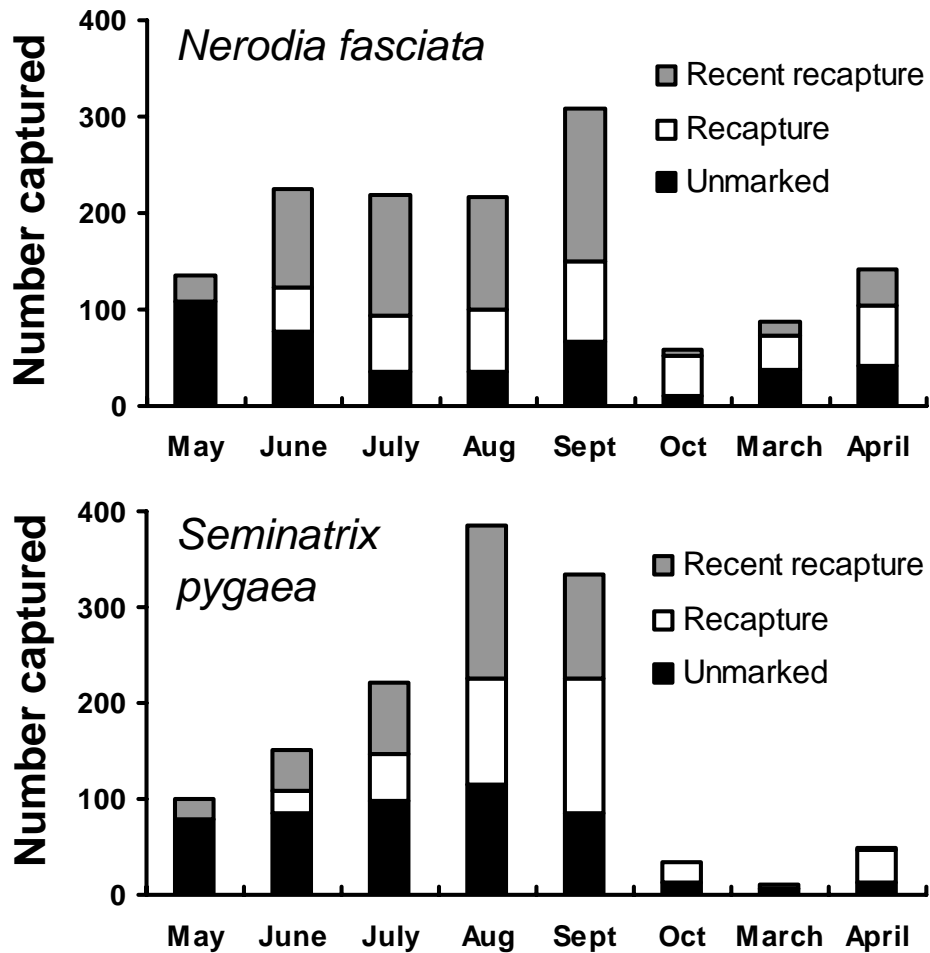 Number captured
400
300
200
100
0
Nerodia fasciata
Recent recapture
Recapture
Unmarked
May June July Aug Sept Oct March April
Number captured
400
300
200
100
0
Seminatrix
pygaea
Recent recapture
Recapture
Unmarked
May June July Aug Sept Oct March April